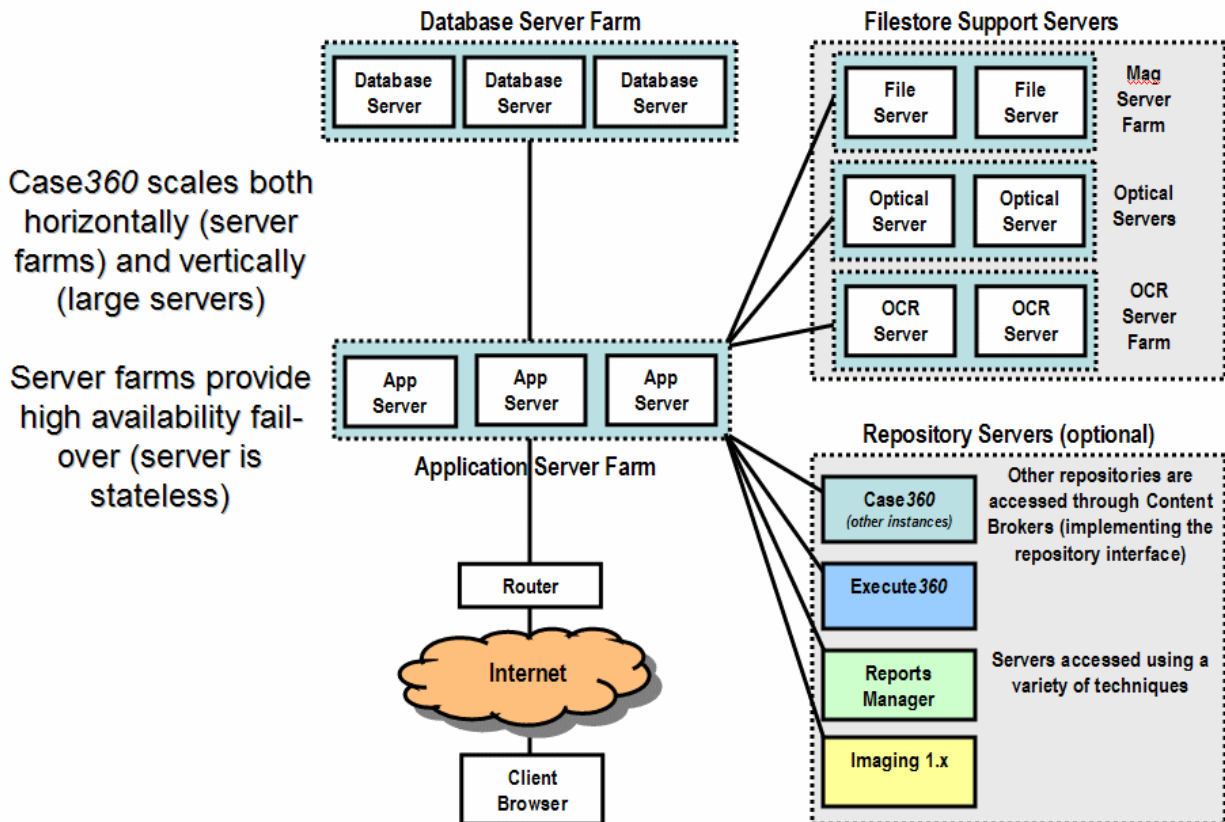 Database Server Farm
Database
Server
Database
Server
Database
Server
Filestore Support Servers
File
Server
File
Server
Mag
Server
Farm
Optical
Server
Optical
Server
Optical
Servers
OCR
Server
OCR
Server
OCR
Server
Farm
Case360 scales both
horizontally (server
farms) and vertically
(large servers)
Server farms provide
high availability fail-
over (server is
stateless)
App
Server
App
Server
App
Server
Application Server Farm
Router
Internet
Client
Browser
Repository Servers (optional)
Case360
(other instances)
Other repositories are
accessed through Content
Brokers (implementing the
repository interface)
Execute360
Reports
Manager
Servers accessed using a
variety of techniques
Imaging 1.x